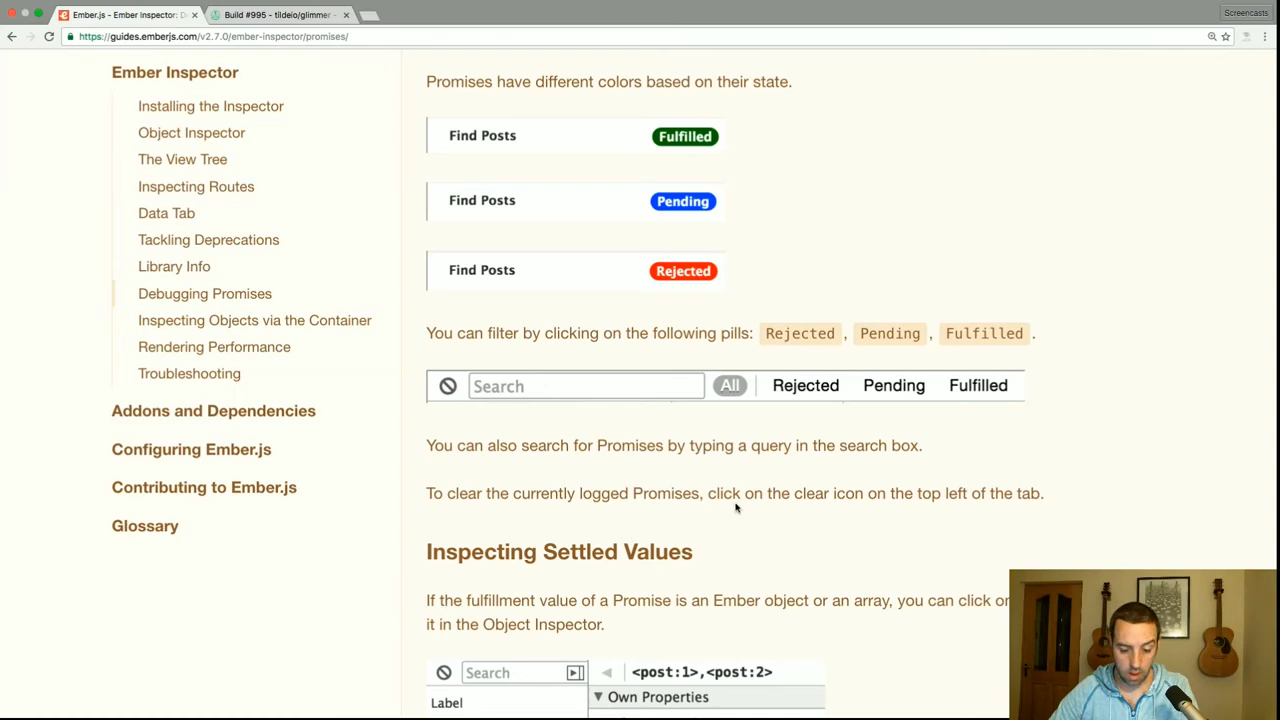 Ember.js - Ember Inspector: D
Build #995 - tildeio/glimmer -
Screencasts
https://guides.emberjs.com/v2.7.0/ember-inspector/promises/
Ember Inspector
Installing the Inspector
Object Inspector
The View Tree
Inspecting Routes
Data Tab
Tackling Deprecations
Library Info
Debugging Promises
Inspecting Objects via the Container
Rendering Performance
Troubleshooting
Addons and Dependencies
Configuring Ember.js
Contributing to Ember.js
Glossary
Promises have different colors based on their state.
Find Posts Fulfilled
Find Posts Pending
Find Posts Rejected
You can filter by clicking on the following pills: Rejected , Pending , Fulfilled .
Search All Rejected Pending Fulfilled
You can also search for Promises by typing a query in the search box.
To clear the currently logged Promises, click on the clear icon on the top left of the tab.
Inspecting Settled Values
If the fulfillment value of a Promise is an Ember object or an array, you can click or
it in the Object Inspector.
Search <post:1>,<post:2>
Own Properties
Label